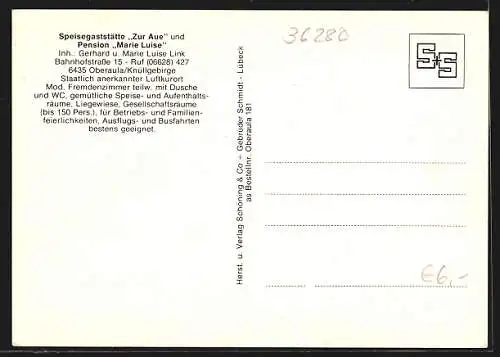 Speisegaststätte „Zur Aue" und
Pension „Marie Luise"
Inh.: Gerhard u. Marie Luise Link
Bahnhofstraße 15 - Ruf (06628) 427
6435 Oberaula/Knüllgebirge
Staatlich anerkannter Luftkurort
Mod. Fremdenzimmer teilw. mit Dusche
und WC, gemütliche Speise- und Aufenthalts-
räume, Liegewiese, Gesellschaftsräume
(bis 150 Pers.), für Betriebs- und Familien-
feierlichkeiten, Ausflugs- und Busfahrten
bestens geeignet.
Herst. u. Verlag Schöning & Co + Gebrüder Schmidt - Lübeck
as Bestellnr. Oberaula 181
36280
S+S
€6,-